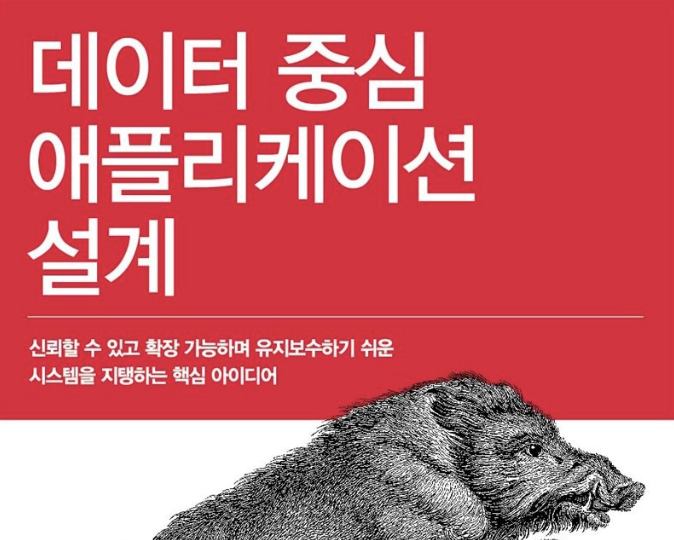 데이터 중심
애플리케이션
설계
신뢰할 수 있고 확장 가능하며 유지보수하기 쉬운
시스템을 지탱하는 핵심 아이디어